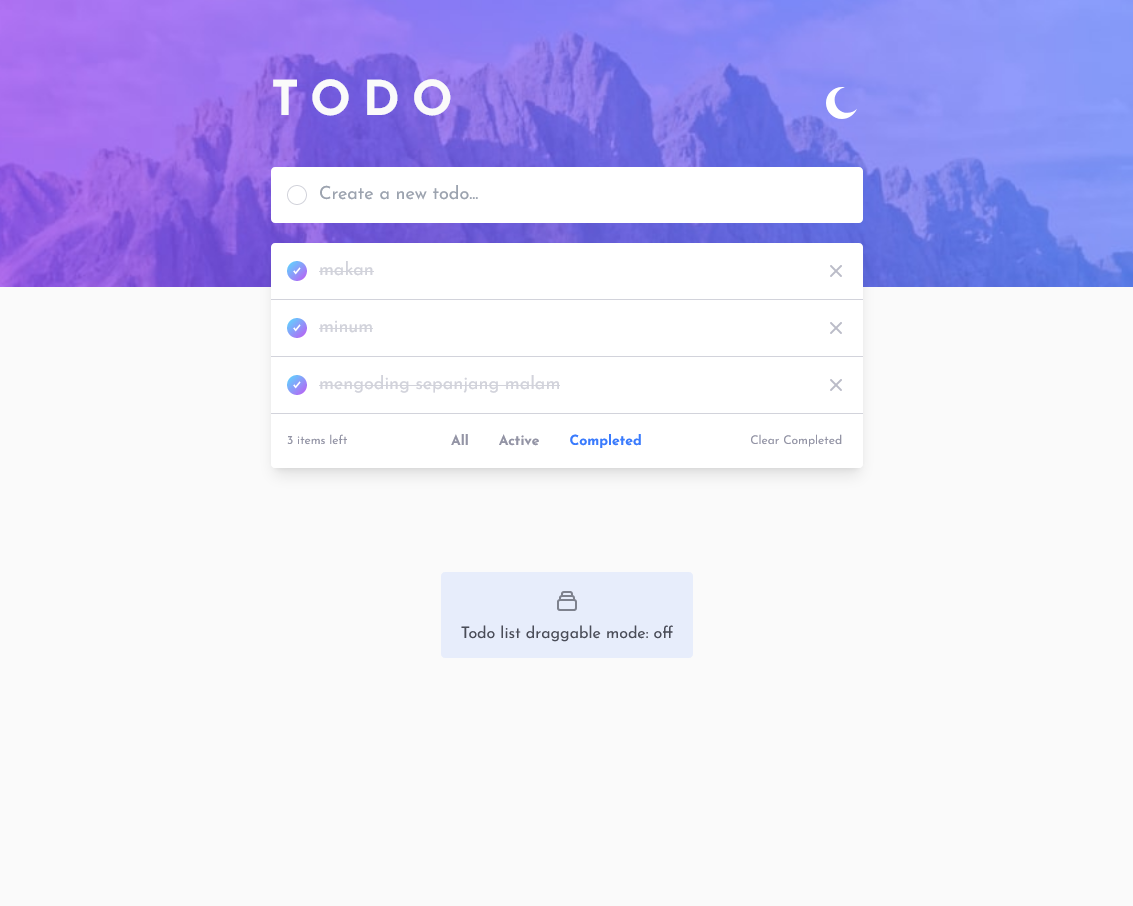 TODO
Create a new todo...
makan
minum
mengoding sepanjang malam
3 items left All Active Completed Clear Completed
Todo list draggable mode: off